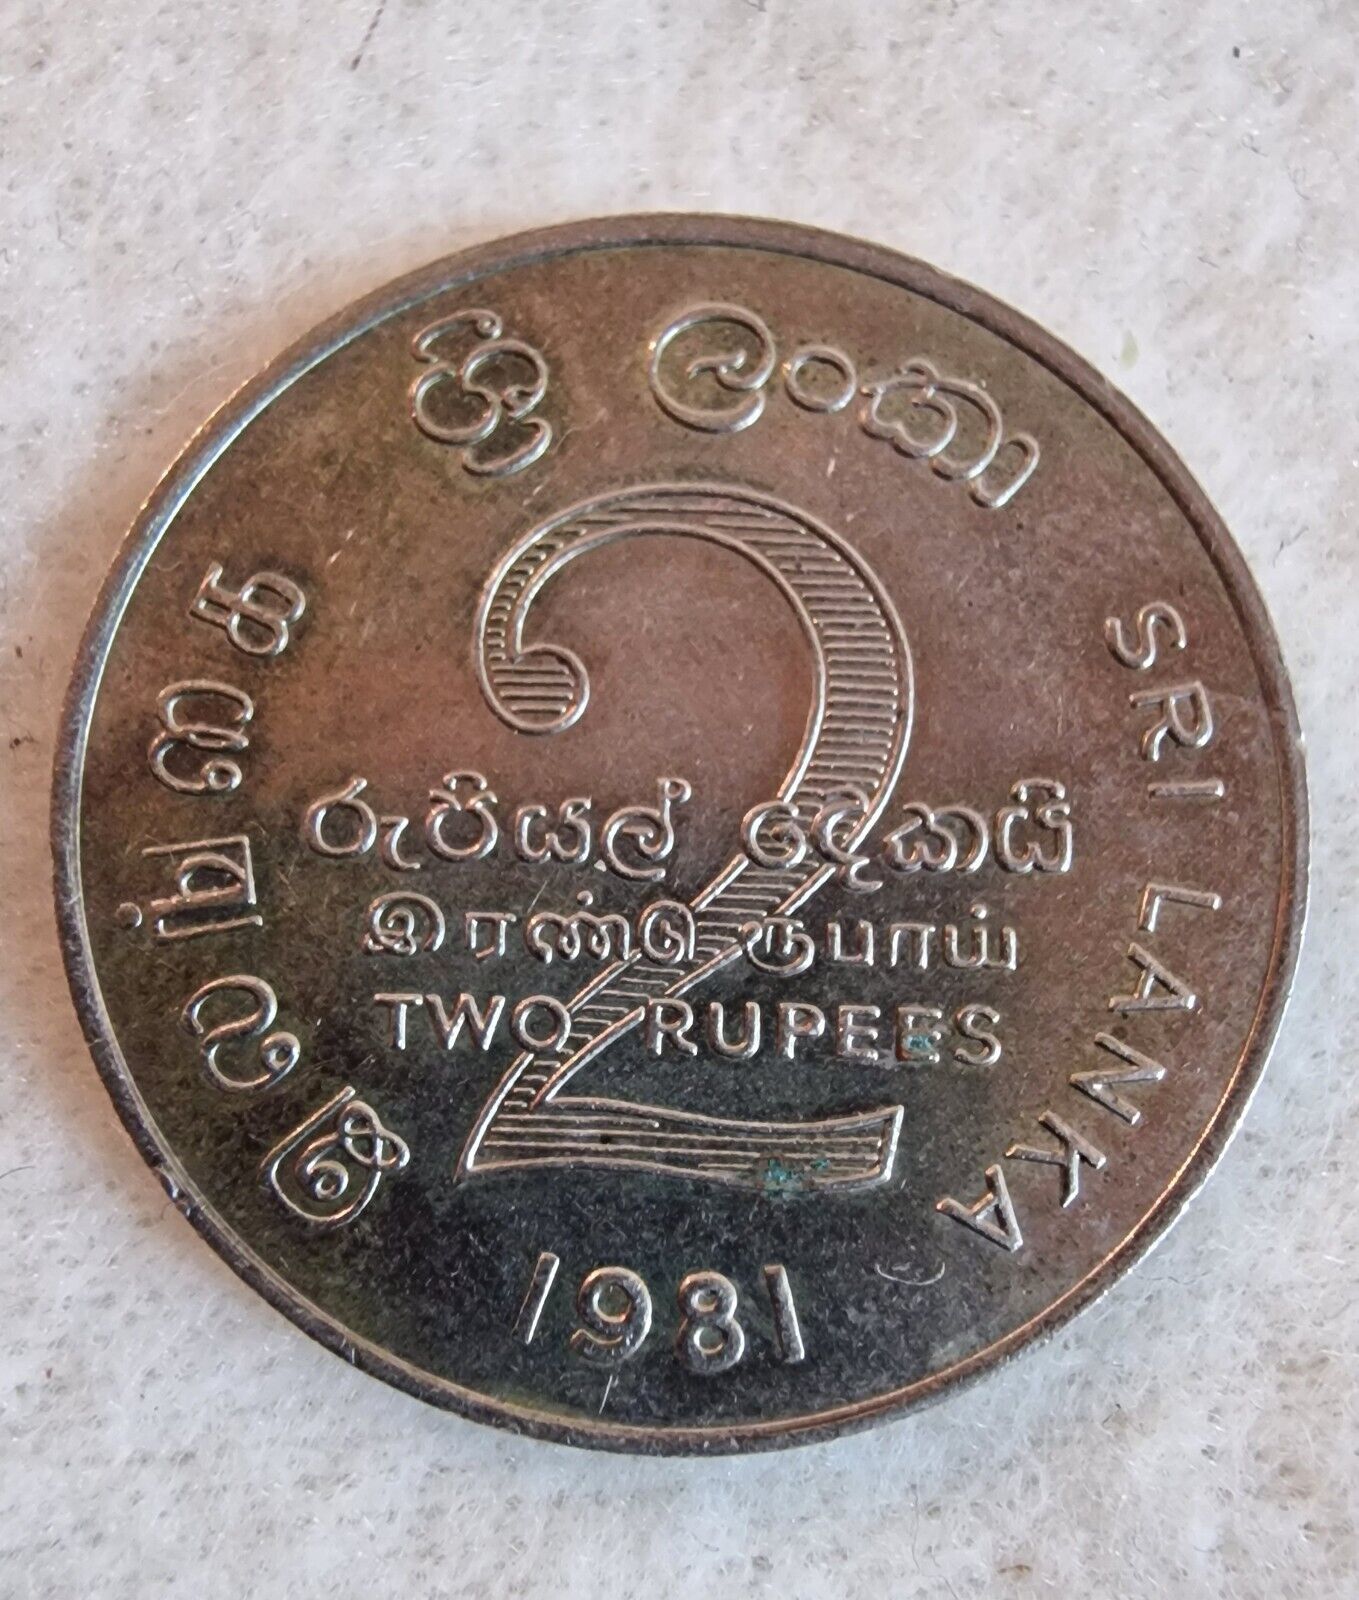 ශ්‍රී ලංකා
இலங்கை
SRI LANKA
2
රුපියල් දෙකයි
இரண்டு ரூபாய்
TWO RUPEES
1981